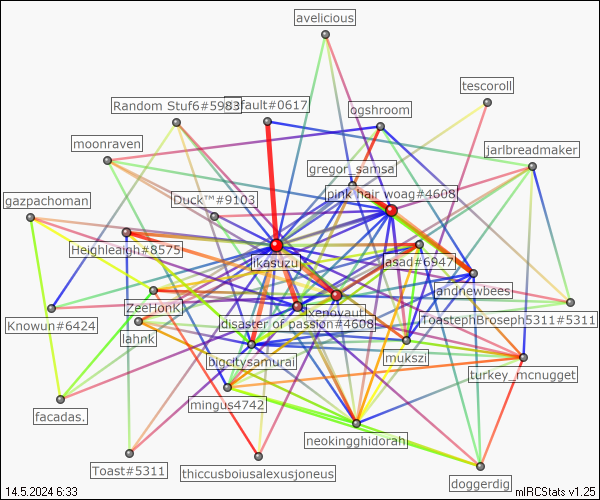 avelicious
tescoroll
Random Stuf6#5983
fault#0617
ogshroom
moonraven
jarlbreadmaker
gregor_samsa
gazpachoman
Duck™#9103
pink hair woag#4608
Heighleaigh#8575
ikasuzu
asad#6947
ZeeHonK
xenovauh
landnewbees
Knowun#6424
lahnk
disaster of passion#4608
ToastephBroseph5311#5311
bigcitysamurai
mukszi
turkey_mcnugget
facadas.
mingus4742
neokingghidorah
Toast#5311
thiccusboiusalexusjoneus
doggerdig
14.5.2024 6:33
mIRCStats v1.25